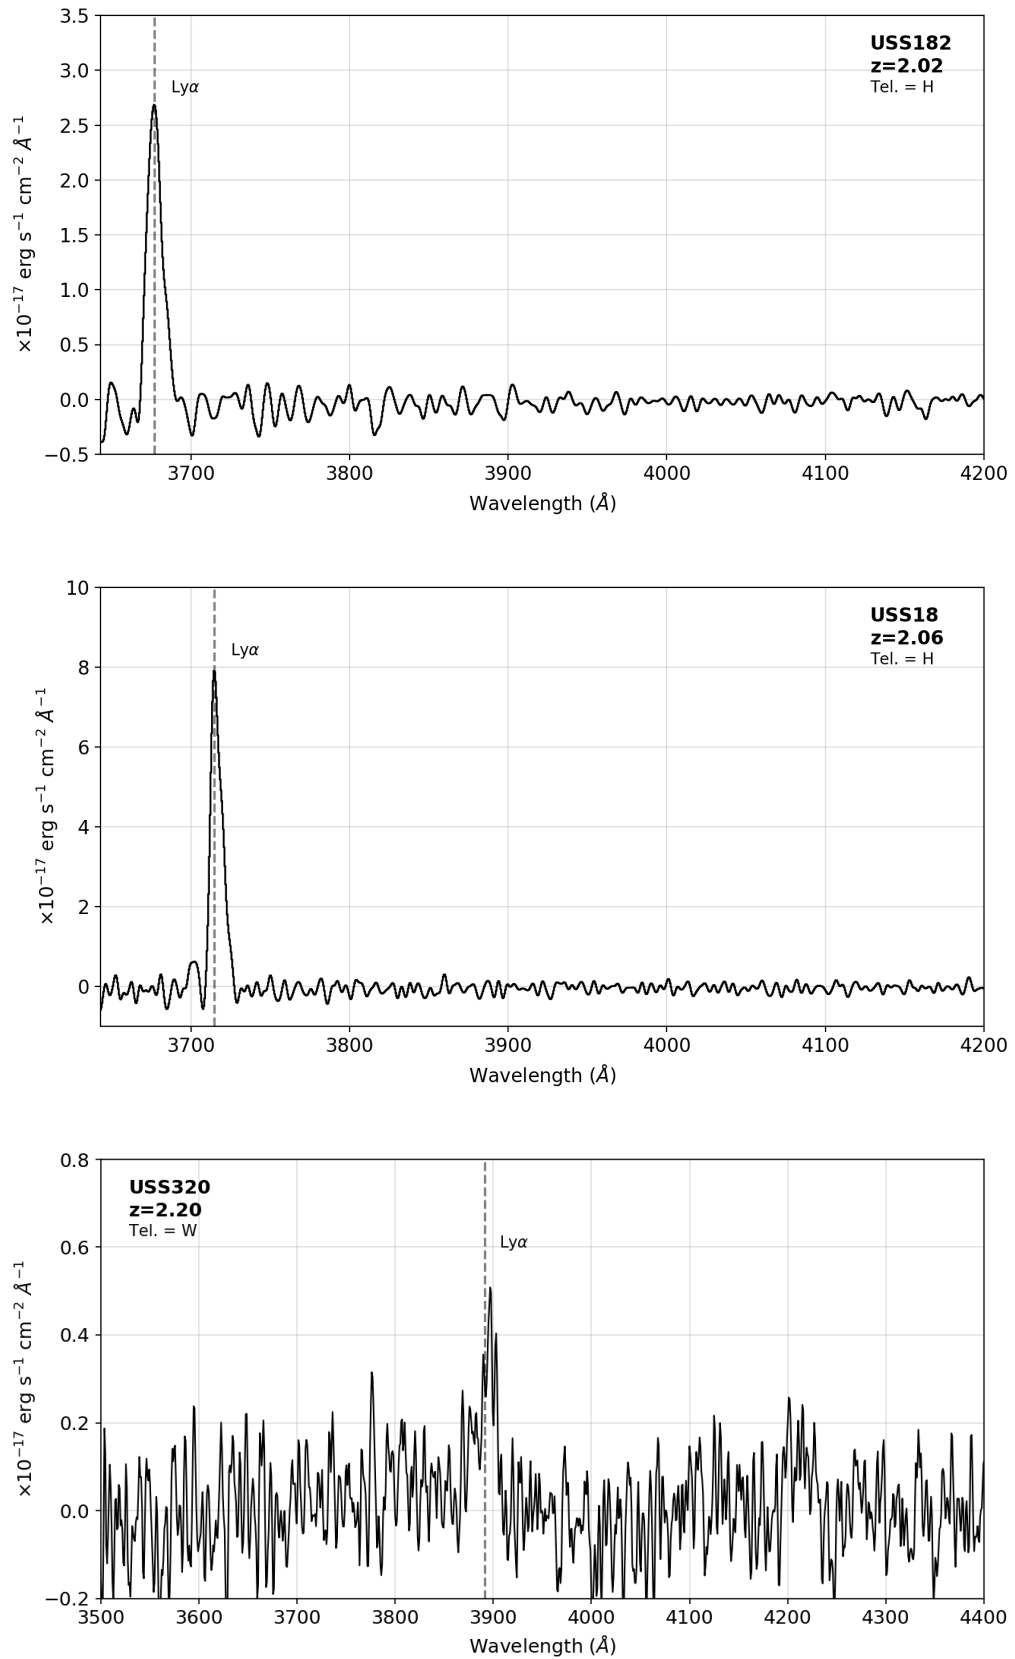 3.5
3.0
2.5
2.0
1.5
1.0
0.5
0.0
−0.5
×10⁻¹⁷ erg s⁻¹ cm⁻² Å⁻¹
Lyα
USS182
z=2.02
Tel. = H
3700 3800 3900 4000 4100 4200
Wavelength (Å)
10
8
6
4
2
0
×10⁻¹⁷ erg s⁻¹ cm⁻² Å⁻¹
Lyα
USS18
z=2.06
Tel. = H
3700 3800 3900 4000 4100 4200
Wavelength (Å)
0.8
0.6
0.4
0.2
0.0
−0.2
×10⁻¹⁷ erg s⁻¹ cm⁻² Å⁻¹
USS320
z=2.20
Tel. = W
Lyα
3500 3600 3700 3800 3900 4000 4100 4200 4300 4400
Wavelength (Å)